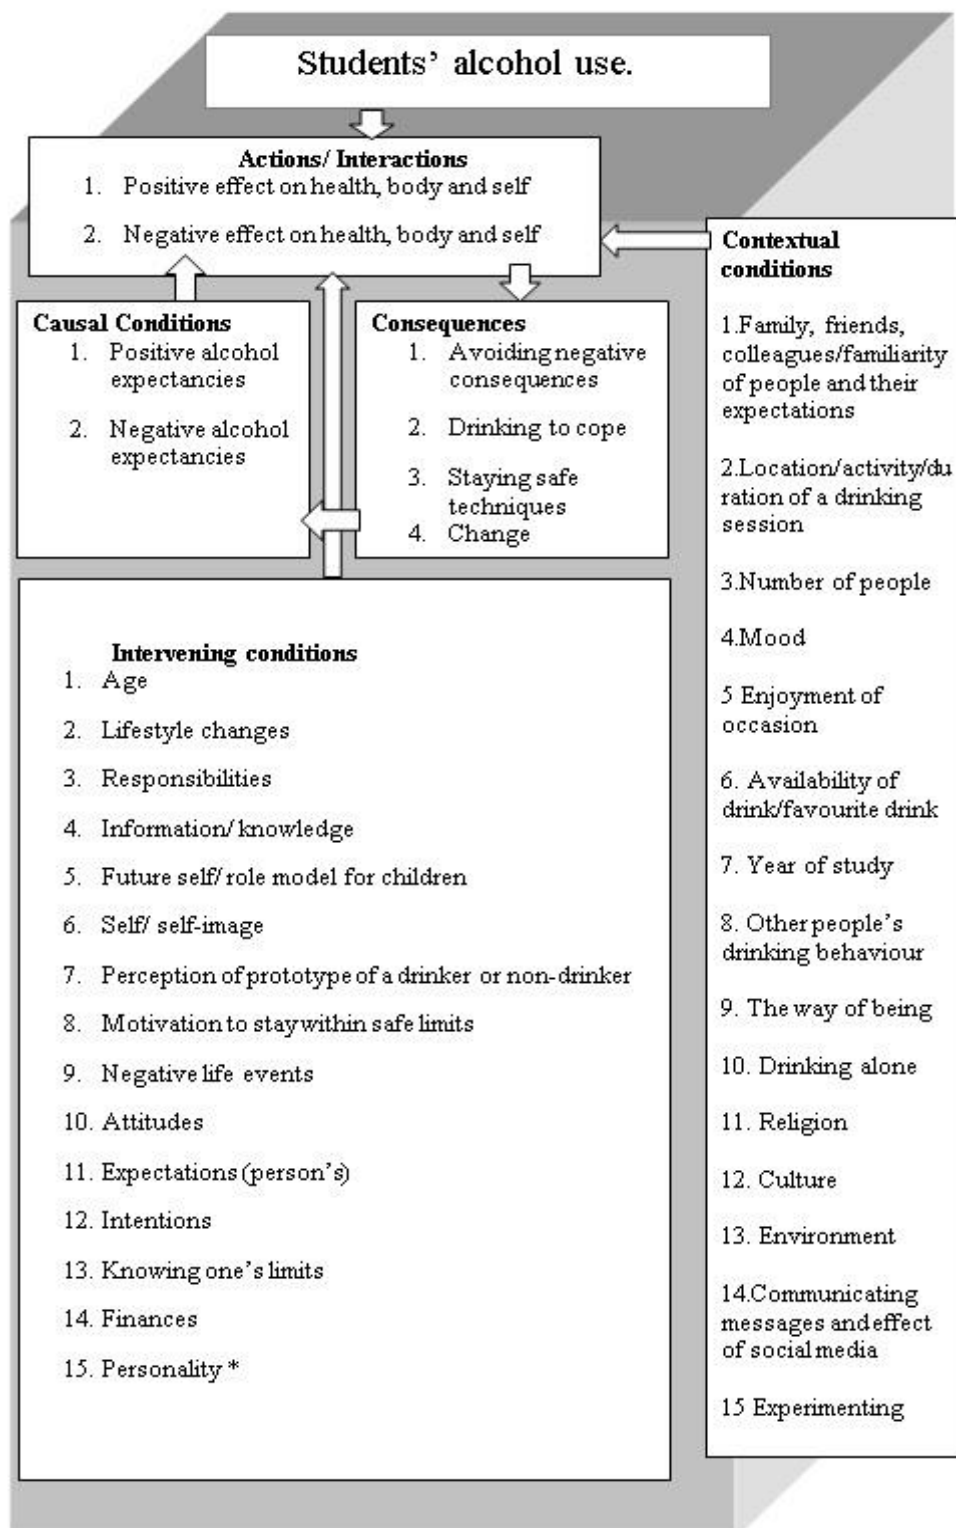 Students’ alcohol use.
Actions/ Interactions
1. Positive effect on health, body and self
2. Negative effect on health, body and self
Causal Conditions
1. Positive alcohol
expectancies
2. Negative alcohol
expectancies
Consequences
1. Avoiding negative
consequences
2. Drinking to cope
3. Staying safe
techniques
4. Change
Intervening conditions
1. Age
2. Lifestyle changes
3. Responsibilities
4. Information/ knowledge
5. Future self/ role model for children
6. Self/ self-image
7. Perception of prototype of a drinker or non-drinker
8. Motivation to stay within safe limits
9. Negative life events
10. Attitudes
11. Expectations (person’s)
12. Intentions
13. Knowing one’s limits
14. Finances
15. Personality *
Contextual
conditions
1.Family, friends,
colleagues/familiarity
of people and their
expectations
2.Location/activity/du
ration of a drinking
session
3.Number of people
4.Mood
5 Enjoyment of
occasion
6. Availability of
drink/favourite drink
7. Year of study
8. Other people’s
drinking behaviour
9. The way of being
10. Drinking alone
11. Religion
12. Culture
13. Environment
14.Communicating
messages and effect
of social media
15 Experimenting